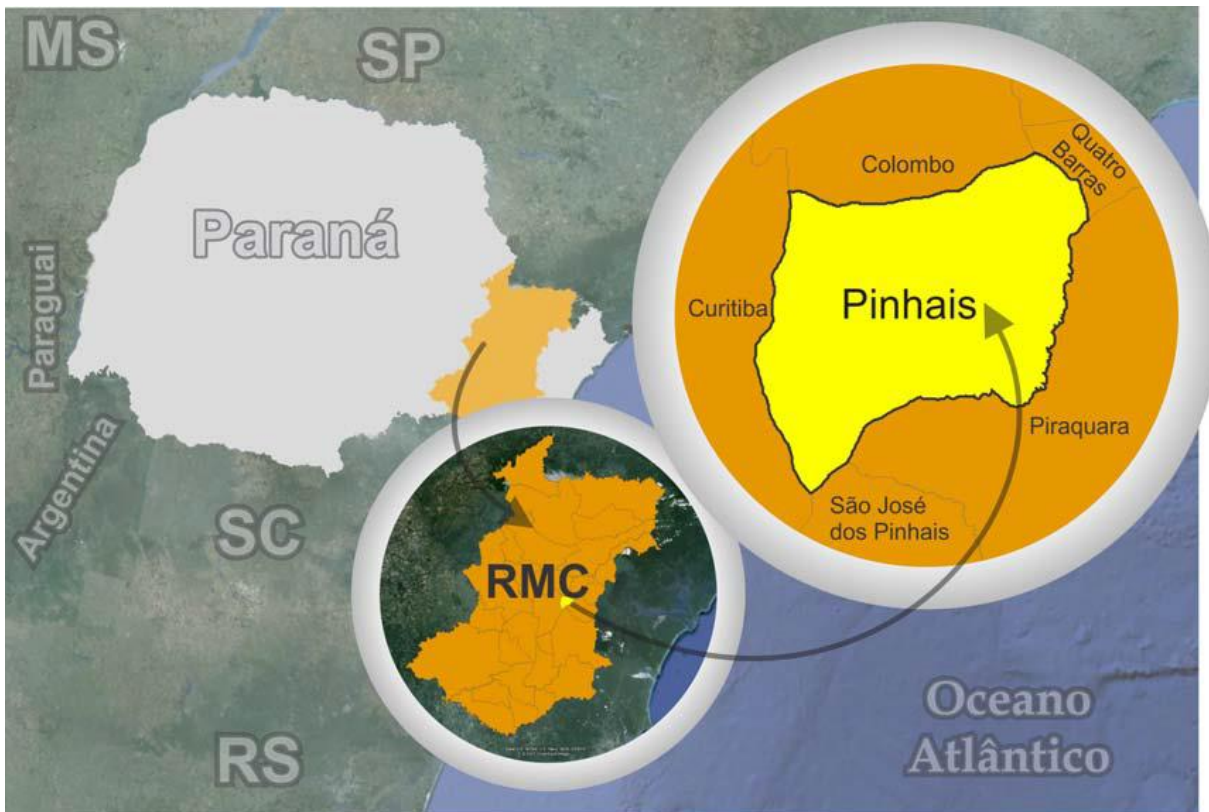 MS
SP
Paraná
Paraguai
Argentina
SC
RS
RMC
Colombo
Quatro
Barras
Curitiba
Pinhais
Piraquara
São José
dos Pinhais
Oceano
Atlântico